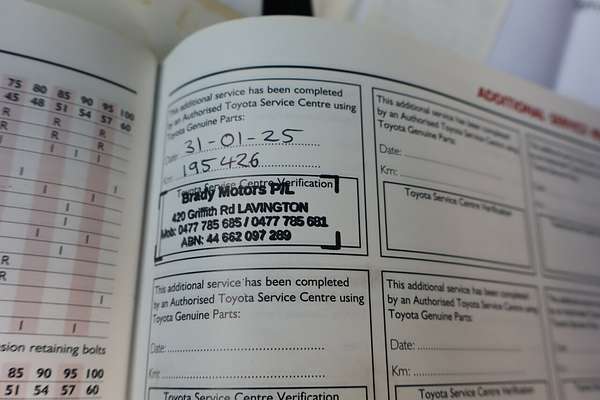 75 80 85 90 95 100
45 48 51 54 57 60
R R
R R R
I I
R
I I
I
I I
R
R
I I
sion retaining bolts
85 90 95 100
51 54 57 60
This additional service has been completed
by an Authorised Toyota Service Centre using
Toyota Genuine Parts:
Date: 31-01-25
Km: 195426
Toyota Service Centre Verification
Brady Motors P/L
420 Griffith Rd LAVINGTON
Mob: 0477 785 685 / 0477 785 681
ABN: 44 662 097 289
This additional service has been completed
by an Authorised Toyota Service Centre using
Toyota Genuine Parts:
Date:
Km:
Toyota Service Centre Verification
ADDITIONAL SERVICE
This additional service has been completed
by an Authorised Toyota Service Centre using
Toyota Genuine Parts:
Date:
Km:
Toyota Service Centre Verification
This additional service has been completed
by an Authorised Toyota Service Centre using
Toyota Genuine Parts:
Date:
Km:
Toyota Service Centre Verification